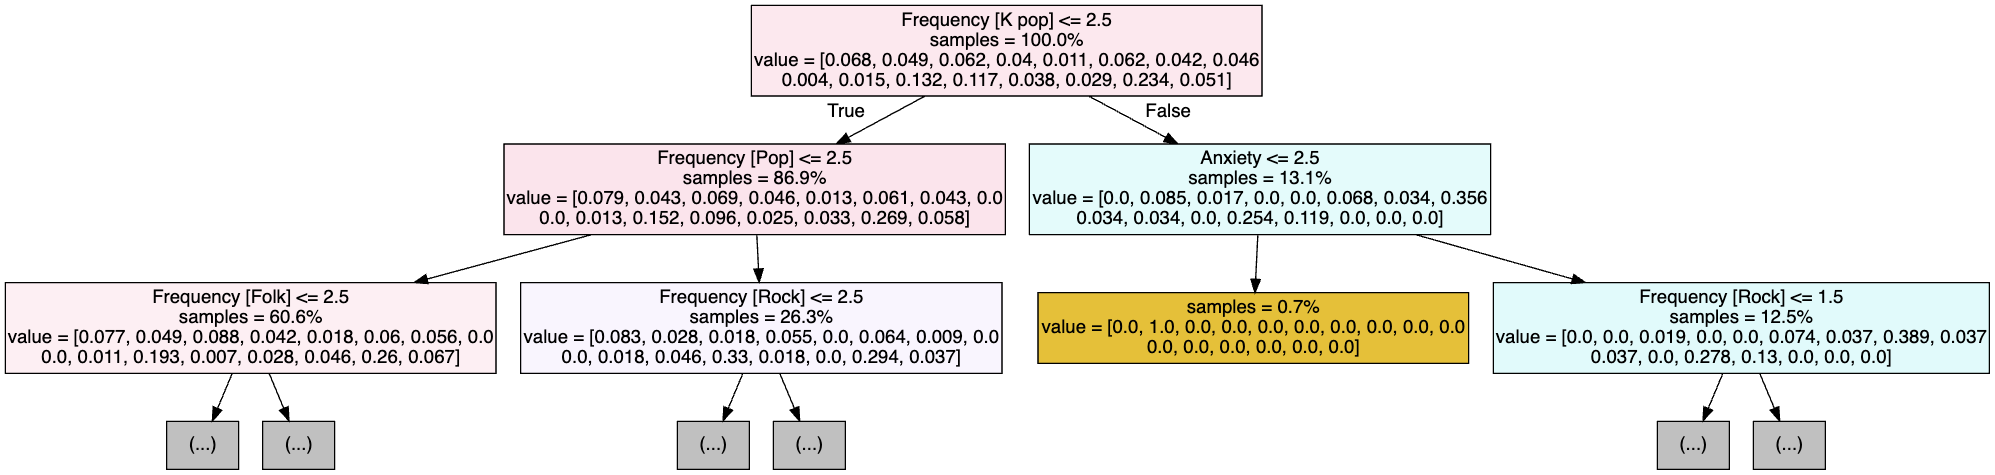 Frequency [K pop] <= 2.5
samples = 100.0%
value = [0.068, 0.049, 0.062, 0.04, 0.011, 0.062, 0.042, 0.046
0.004, 0.015, 0.132, 0.117, 0.038, 0.029, 0.234, 0.051]
True
False
Frequency [Pop] <= 2.5
samples = 86.9%
value = [0.079, 0.043, 0.069, 0.046, 0.013, 0.061, 0.043, 0.0
0.0, 0.013, 0.152, 0.096, 0.025, 0.033, 0.269, 0.058]
Anxiety <= 2.5
samples = 13.1%
value = [0.0, 0.085, 0.017, 0.0, 0.0, 0.068, 0.034, 0.356
0.034, 0.034, 0.0, 0.254, 0.119, 0.0, 0.0, 0.0]
Frequency [Folk] <= 2.5
samples = 60.6%
value = [0.077, 0.049, 0.088, 0.042, 0.018, 0.06, 0.056, 0.0
0.0, 0.011, 0.193, 0.007, 0.028, 0.046, 0.26, 0.067]
Frequency [Rock] <= 2.5
samples = 26.3%
value = [0.083, 0.028, 0.018, 0.055, 0.0, 0.064, 0.009, 0.0
0.0, 0.018, 0.046, 0.33, 0.018, 0.0, 0.294, 0.037]
samples = 0.7%
value = [0.0, 1.0, 0.0, 0.0, 0.0, 0.0, 0.0, 0.0, 0.0, 0.0
0.0, 0.0, 0.0, 0.0, 0.0, 0.0]
Frequency [Rock] <= 1.5
samples = 12.5%
value = [0.0, 0.0, 0.019, 0.0, 0.0, 0.074, 0.037, 0.389, 0.037
0.037, 0.0, 0.278, 0.13, 0.0, 0.0, 0.0]
(...)
(...)
(...)
(...)
(...)
(...)